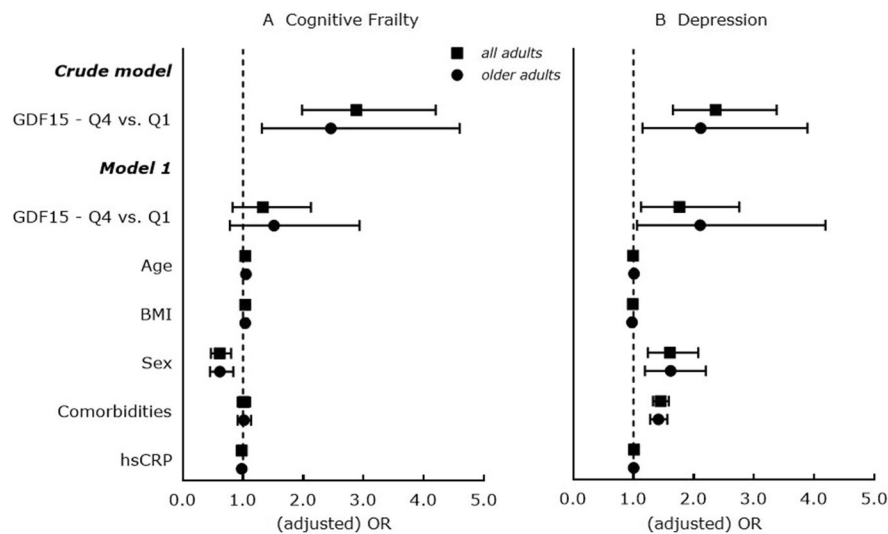 A Cognitive Frailty
B Depression
all adults
older adults
Crude model
GDF15 - Q4 vs. Q1
Model 1
GDF15 - Q4 vs. Q1
Age
BMI
Sex
Comorbidities
hsCRP
0.0 1.0 2.0 3.0 4.0 5.0
(adjusted) OR
0.0 1.0 2.0 3.0 4.0 5.0
(adjusted) OR